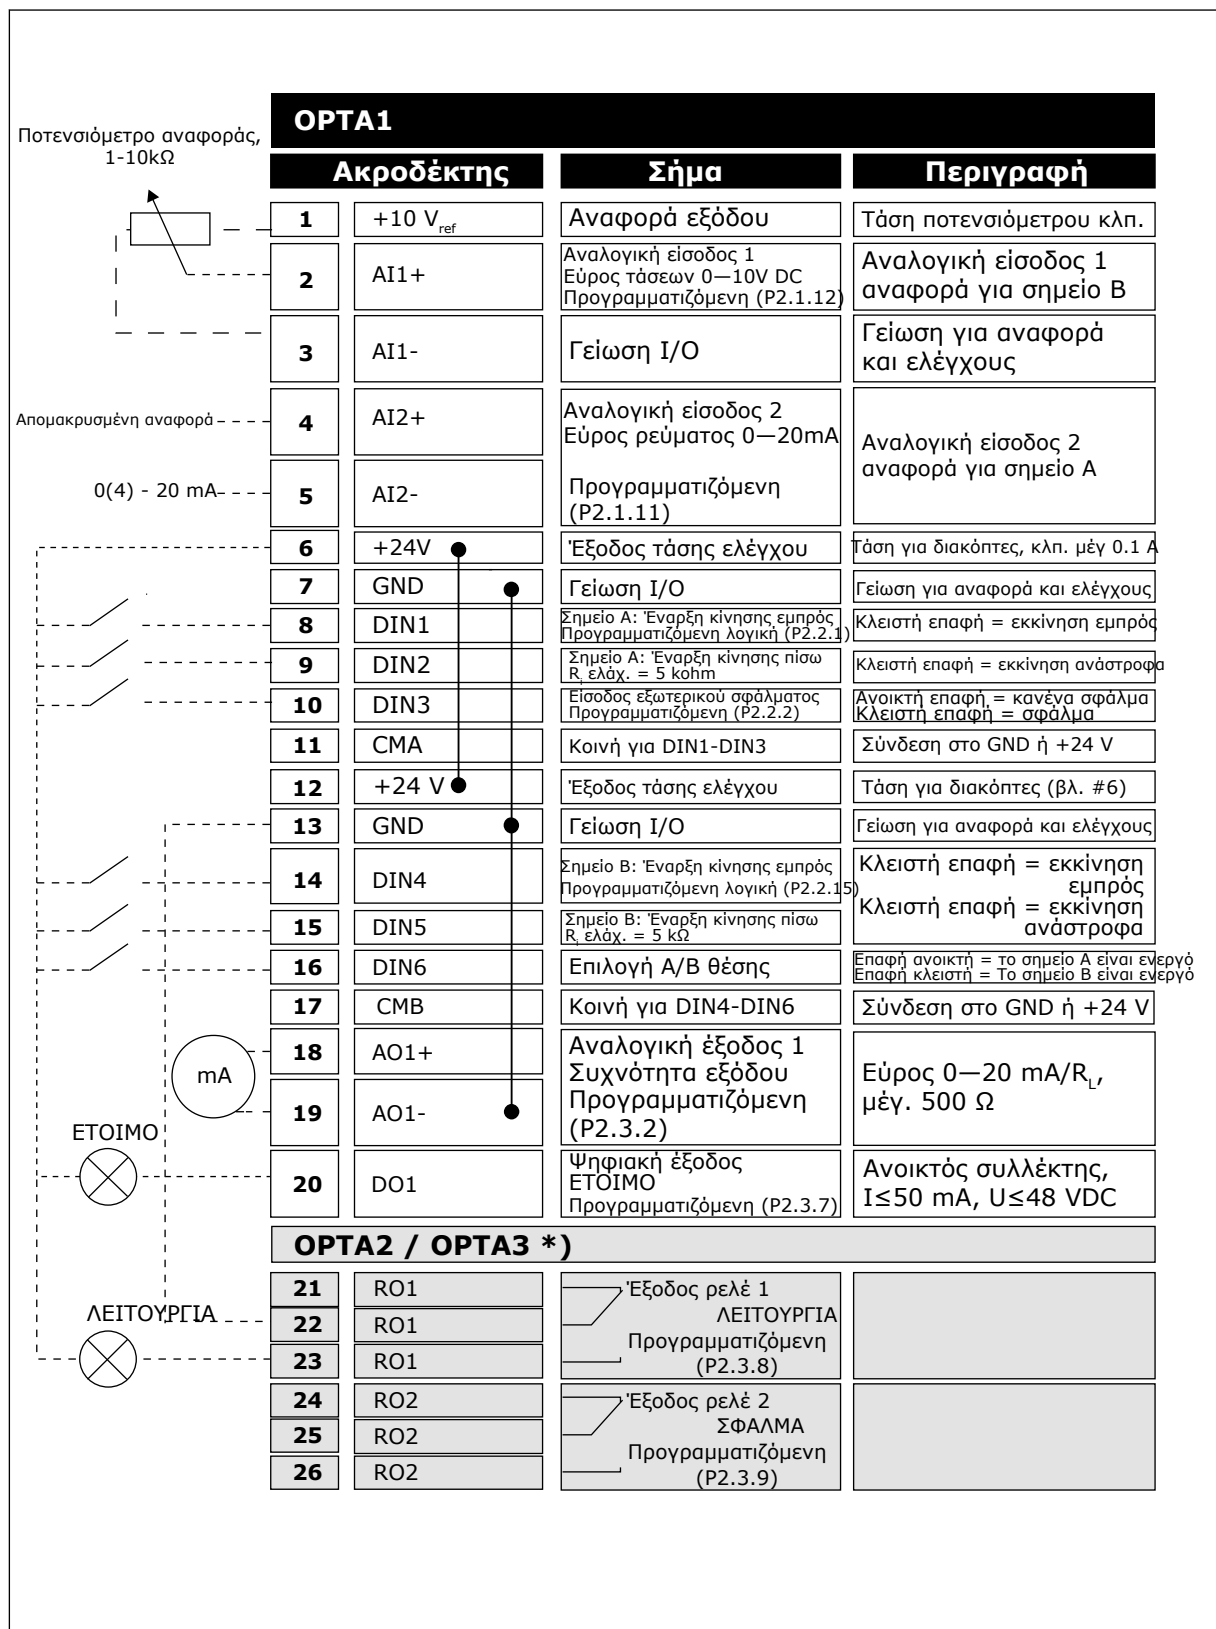 OPTA1
Ποτενσιόμετρο αναφοράς,
1-10kΩ
Ακροδέκτης Σήμα Περιγραφή
1 +10 Vref Αναφορά εξόδου Τάση ποτενσιόμετρου κλπ.
2 AI1+
Αναλογική είσοδος 1
Εύρος τάσεων 0—10V DC
Προγραμματιζόμενη (P2.1.12)
Αναλογική είσοδος 1
αναφορά για σημείο B
3 AI1- Γείωση I/O
Γείωση για αναφορά
και ελέγχους
Απομακρυσμένη αναφορά
4 AI2+
Αναλογική είσοδος 2
Εύρος ρεύματος 0—20mA
0(4) - 20 mA
5 AI2-
Προγραμματιζόμενη
(P2.1.11)
Αναλογική είσοδος 2
αναφορά για σημείο A
6 +24V Έξοδος τάσης ελέγχου Τάση για διακόπτες, κλπ. μέγ 0.1 A
7 GND Γείωση I/O Γείωση για αναφορά και ελέγχους
8 DIN1
Σημείο A: Έναρξη κίνησης εμπρός
Προγραμματιζόμενη λογική (P2.2.1)
Κλειστή επαφή = εκκίνηση εμπρός
9 DIN2
Σημείο A: Έναρξη κίνησης πίσω
Ri ελάχ. = 5 kohm
Κλειστή επαφή = εκκίνηση ανάστροφα
10 DIN3
Είσοδος εξωτερικού σφάλματος
Προγραμματιζόμενη (P2.2.2)
Ανοικτή επαφή = κανένα σφάλμα
Κλειστή επαφή = σφάλμα
11 CMA Κοινή για DIN1-DIN3 Σύνδεση στο GND ή +24 V
12 +24 V Έξοδος τάσης ελέγχου Τάση για διακόπτες (βλ. #6)
13 GND Γείωση I/O Γείωση για αναφορά και ελέγχους
14 DIN4
Σημείο B: Έναρξη κίνησης εμπρός
Προγραμματιζόμενη λογική (P2.2.15)
Κλειστή επαφή = εκκίνηση
εμπρός
15 DIN5
Σημείο B: Έναρξη κίνησης πίσω
Ri ελάχ. = 5 kΩ
Κλειστή επαφή = εκκίνηση
ανάστροφα
16 DIN6 Επιλογή A/B θέσης
Επαφή ανοικτή = το σημείο A είναι ενεργό
Επαφή κλειστή = Το σημείο B είναι ενεργό
17 CMB Κοινή για DIN4-DIN6 Σύνδεση στο GND ή +24 V
mA
18 AO1+
19 AO1-
Αναλογική έξοδος 1
Συχνότητα εξόδου
Προγραμματιζόμενη
(P2.3.2)
Εύρος 0—20 mA/RL,
μέγ. 500 Ω
ΕΤΟΙΜΟ
20 DO1
Ψηφιακή έξοδος
ΕΤΟΙΜΟ
Προγραμματιζόμενη (P2.3.7)
Ανοικτός συλλέκτης,
I≤50 mA, U≤48 VDC
OPTA2 / OPTA3 *)
ΛΕΙΤΟΥΡΓΙΑ
21 RO1
22 RO1
23 RO1
Έξοδος ρελέ 1
ΛΕΙΤΟΥΡΓΙΑ
Προγραμματιζόμενη
(P2.3.8)
24 RO2
25 RO2
26 RO2
Έξοδος ρελέ 2
ΣΦΑΛΜΑ
Προγραμματιζόμενη
(P2.3.9)